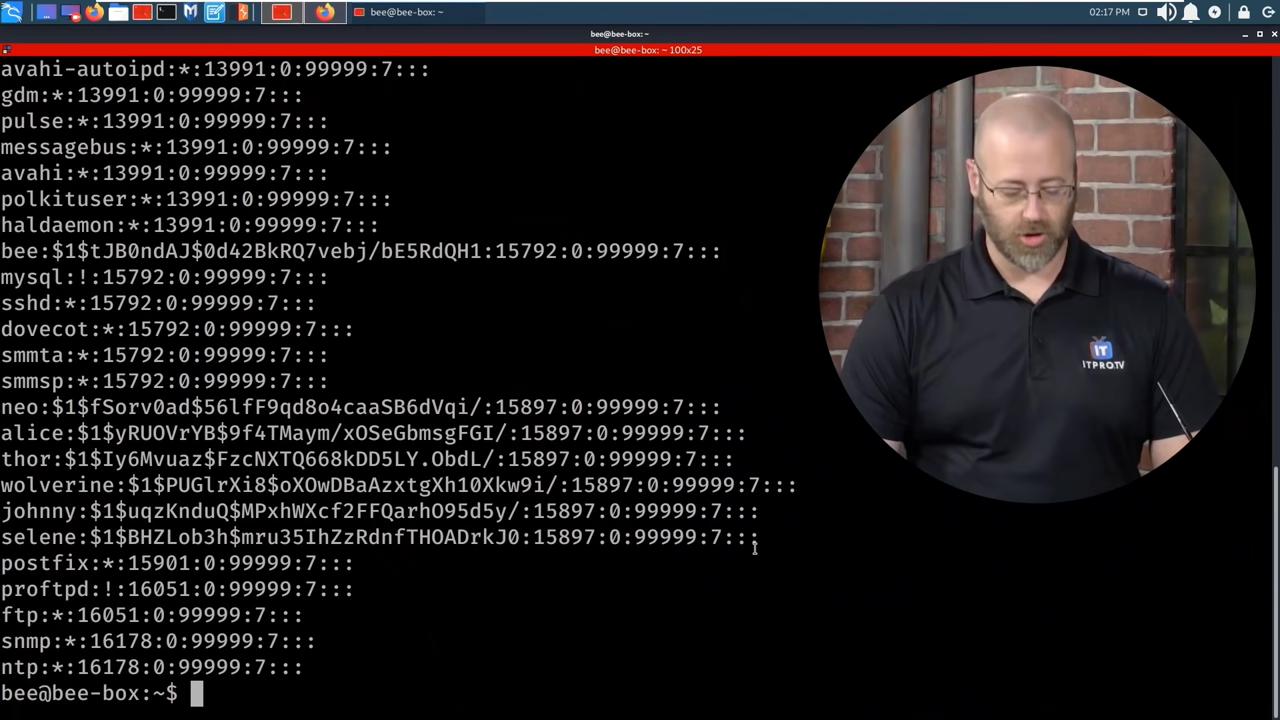 bee@bee-box: ~
02:17 PM
bee@bee-box: ~
bee@bee-box: ~ 100x25
avahi-autoipd:*:13991:0:99999:7:::
gdm:*:13991:0:99999:7:::
pulse:*:13991:0:99999:7:::
messagebus:*:13991:0:99999:7:::
avahi:*:13991:0:99999:7:::
polkituser:*:13991:0:99999:7:::
haldaemon:*:13991:0:99999:7:::
bee:$1$tJB0ndAJ$0d42BkRQ7vebj/bE5RdQH1:15792:0:99999:7:::
mysql:!:15792:0:99999:7:::
sshd:*:15792:0:99999:7:::
dovecot:*:15792:0:99999:7:::
smmta:*:15792:0:99999:7:::
smmsp:*:15792:0:99999:7:::
neo:$1$fSorv0ad$56lfF9qd8o4caaSB6dVqi/:15897:0:99999:7:::
alice:$1$yRUOVrYB$9f4TMaym/xOSeGbmsgFGI/:15897:0:99999:7:::
thor:$1$Iy6Mvuaz$FzcNXTQ668kDD5LY.ObdL/:15897:0:99999:7:::
wolverine:$1$PUGlrXi8$oXOwDBaAzxtgXh10Xkw9i/:15897:0:99999:7:::
johnny:$1$uqzKnduQ$MPxhWXcf2FFQarhO95d5y/:15897:0:99999:7:::
selene:$1$BHZLob3h$mru35IhZzRdnfTHOADrkJ0:15897:0:99999:7:::
postfix:*:15901:0:99999:7:::
proftpd:!:16051:0:99999:7:::
ftp:*:16051:0:99999:7:::
snmp:*:16178:0:99999:7:::
ntp:*:16178:0:99999:7:::
bee@bee-box:~$
IT
ITPRO.TV